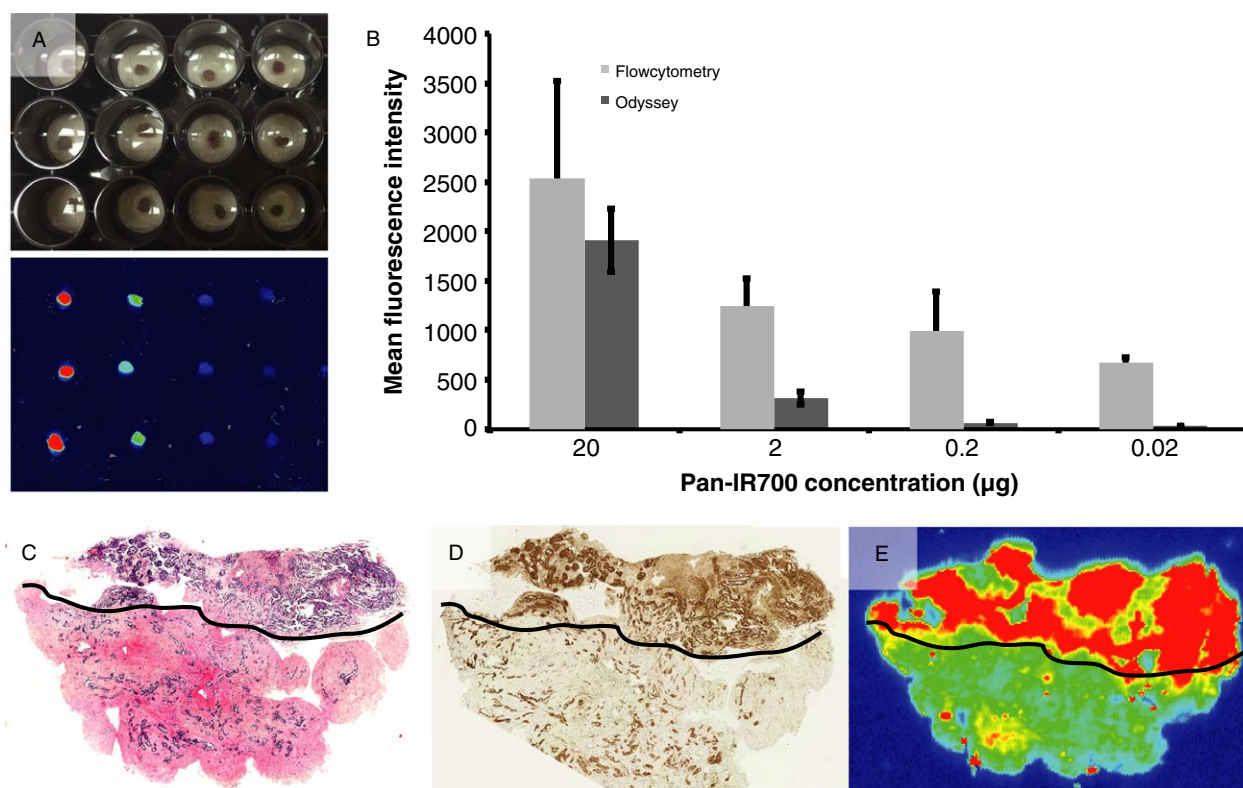 A
B
4000
3500
3000
2500
2000
1500
1000
500
0
Mean fluorescence intensity
Flowcytometry
Odyssey
20 2 0.2 0.02
Pan-IR700 concentration (µg)
C
D
E